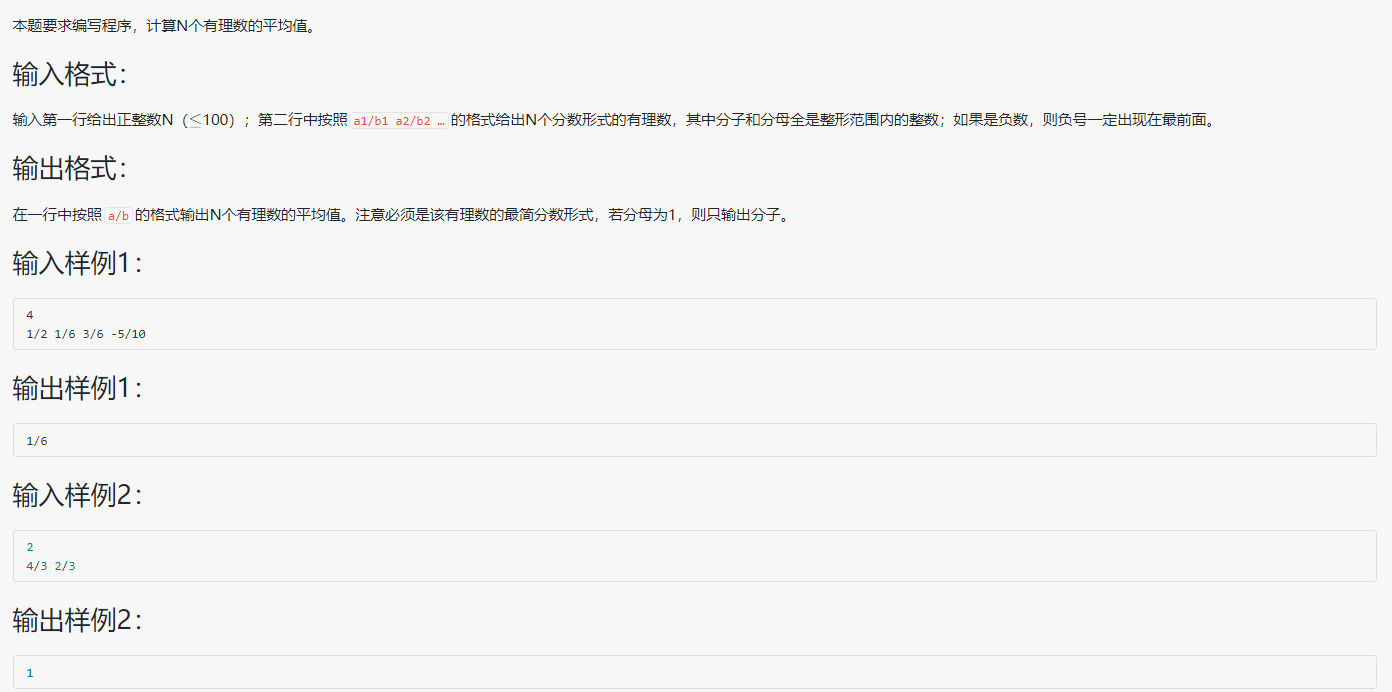 本题要求编写程序，计算N个有理数的平均值。
输入格式：
输入第一行给出正整数N（≤100）；第二行中按照 a1/b1 a2/b2 … 的格式给出N个分数形式的有理数，其中分子和分母全是整形范围内的整数；如果是负数，则负号一定出现在最前面。
输出格式：
在一行中按照 a/b 的格式输出N个有理数的平均值。注意必须是该有理数的最简分数形式，若分母为1，则只输出分子。
输入样例1：
4
1/2 1/6 3/6 -5/10
输出样例1：
1/6
输入样例2：
2
4/3 2/3
输出样例2：
1